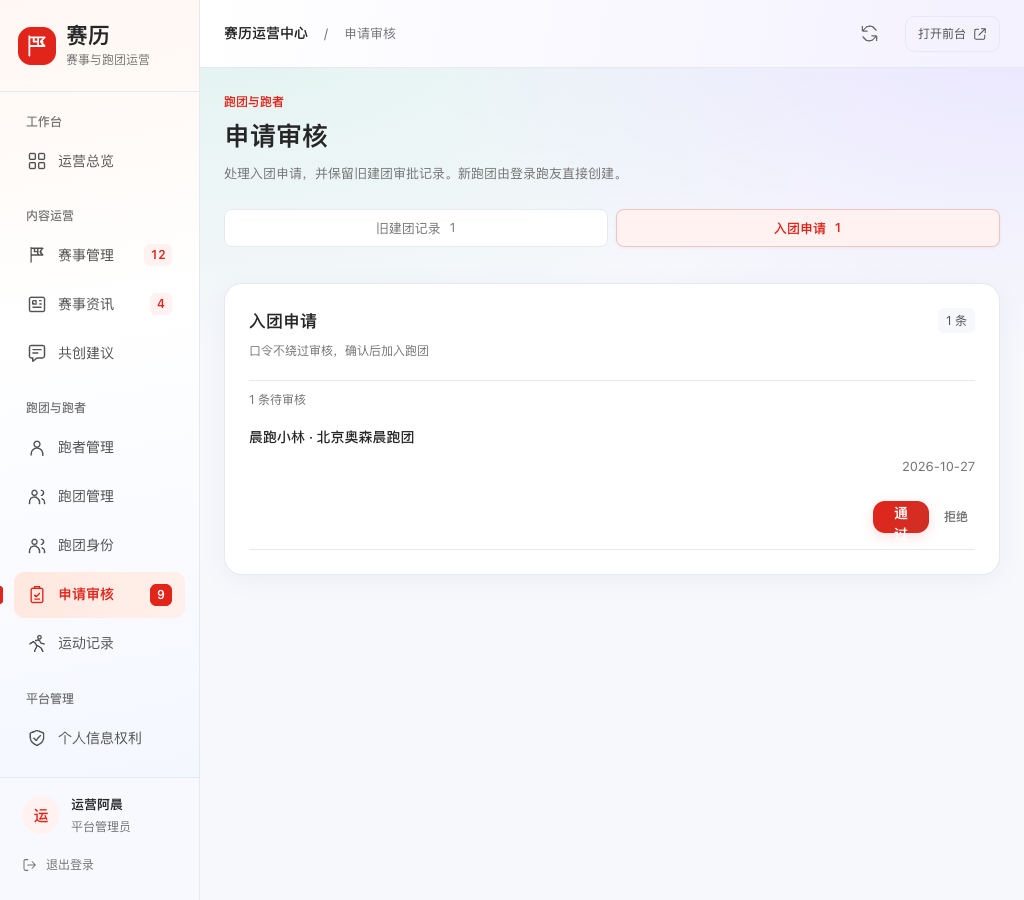 赛历
赛事与跑团运营
工作台
运营总览
内容运营
赛事管理 12
赛事资讯 4
共创建议
跑团与跑者
跑者管理
跑团管理
跑团身份
申请审核 9
运动记录
平台管理
个人信息权利
运
运营阿晨
平台管理员
退出登录
赛历运营中心 / 申请审核
打开前台
跑团与跑者
申请审核
处理入团申请，并保留旧建团审批记录。新跑团由登录跑友直接创建。
旧建团记录 1
入团申请 1
入团申请
1 条
口令不绕过审核，确认后加入跑团
1 条待审核
晨跑小林 · 北京奥森晨跑团
2026-10-27
通
过
拒绝